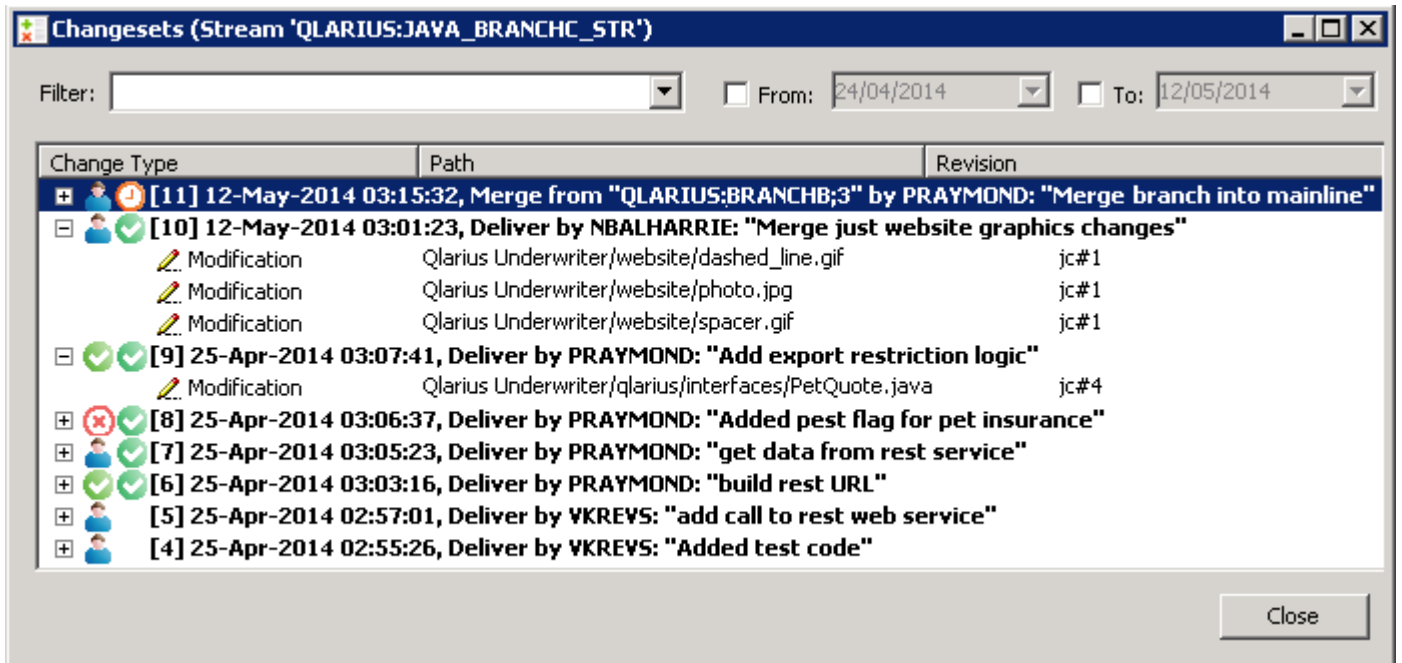 Changesets (Stream 'QLARIUS:JAVA_BRANCHC_STR')
Filter: From: 24/04/2014 To: 12/05/2014
Change Type Path Revision
[11] 12-May-2014 03:15:32, Merge from "QLARIUS:BRANCHB;3" by PRAYMOND: "Merge branch into mainline"
[10] 12-May-2014 03:01:23, Deliver by NBALHARRIE: "Merge just website graphics changes"
Modification Qlarius Underwriter/website/dashed_line.gif jc#1
Modification Qlarius Underwriter/website/photo.jpg jc#1
Modification Qlarius Underwriter/website/spacer.gif jc#1
[9] 25-Apr-2014 03:07:41, Deliver by PRAYMOND: "Add export restriction logic"
Modification Qlarius Underwriter/qlarius/interfaces/PetQuote.java jc#4
[8] 25-Apr-2014 03:06:37, Deliver by PRAYMOND: "Added pest flag for pet insurance"
[7] 25-Apr-2014 03:05:23, Deliver by PRAYMOND: "get data from rest service"
[6] 25-Apr-2014 03:03:16, Deliver by PRAYMOND: "build rest URL"
[5] 25-Apr-2014 02:57:01, Deliver by VKREVS: "add call to rest web service"
[4] 25-Apr-2014 02:55:26, Deliver by VKREVS: "Added test code"
Close